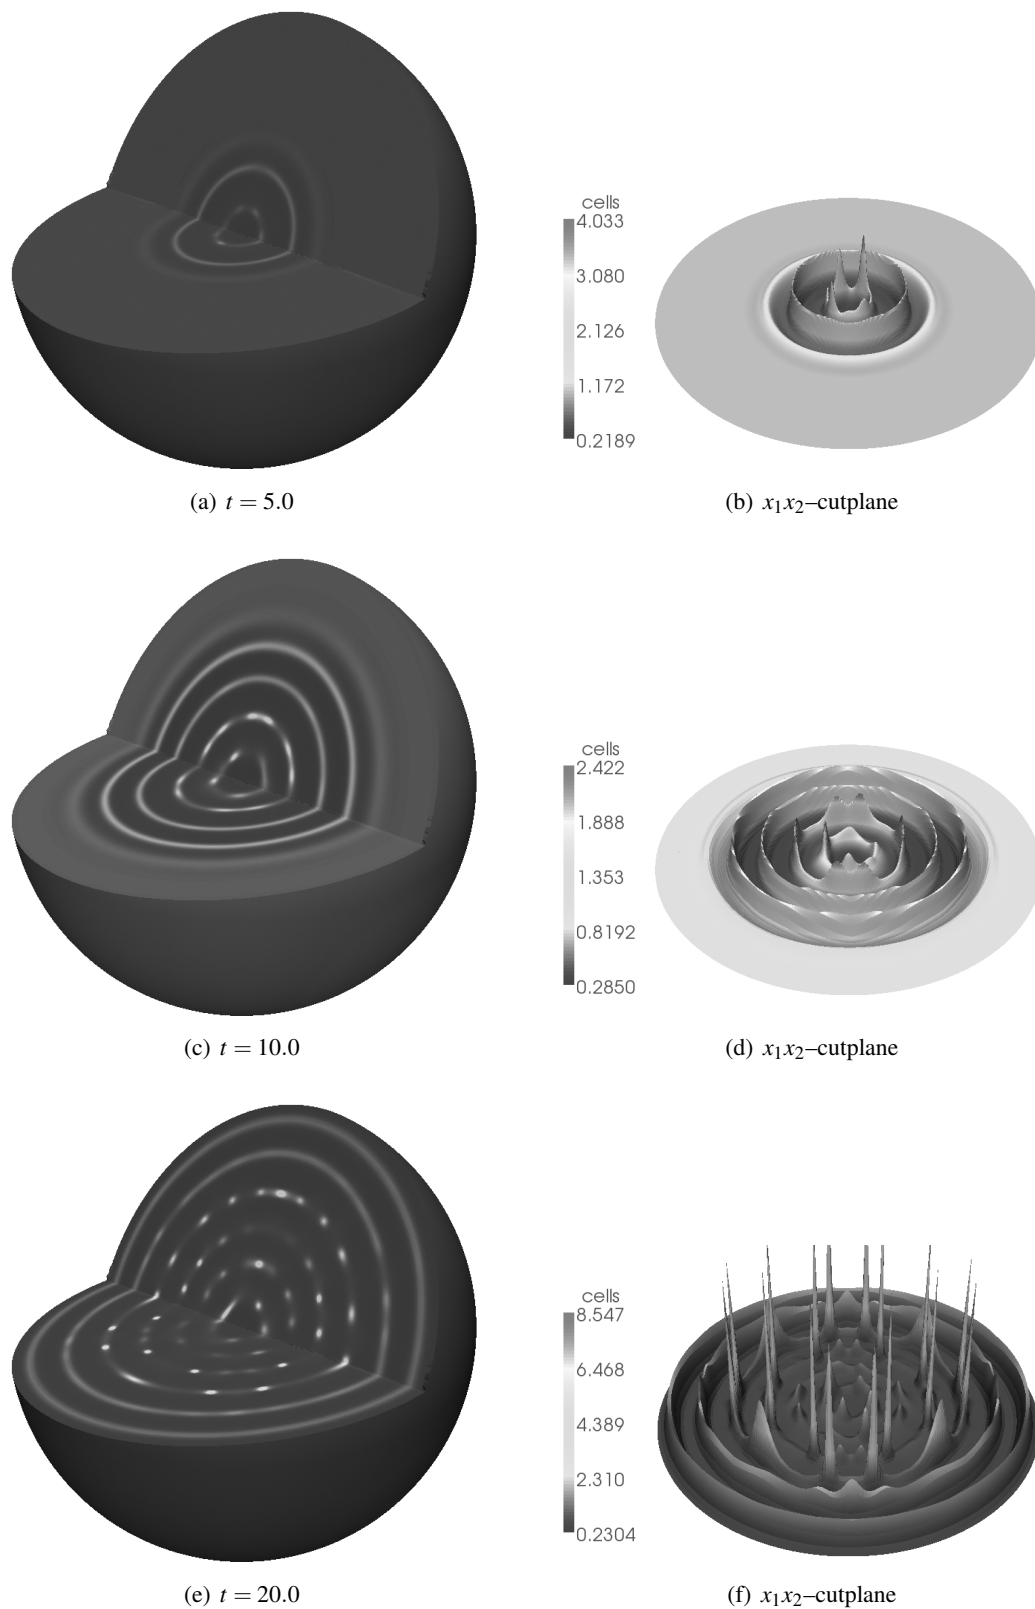 cells
4.033
3.080
2.126
1.172
0.2189
(a) t = 5.0
(b) x₁x₂–cutplane
cells
2.422
1.888
1.353
0.8192
0.2850
(c) t = 10.0
(d) x₁x₂–cutplane
cells
8.547
6.468
4.389
2.310
0.2304
(e) t = 20.0
(f) x₁x₂–cutplane